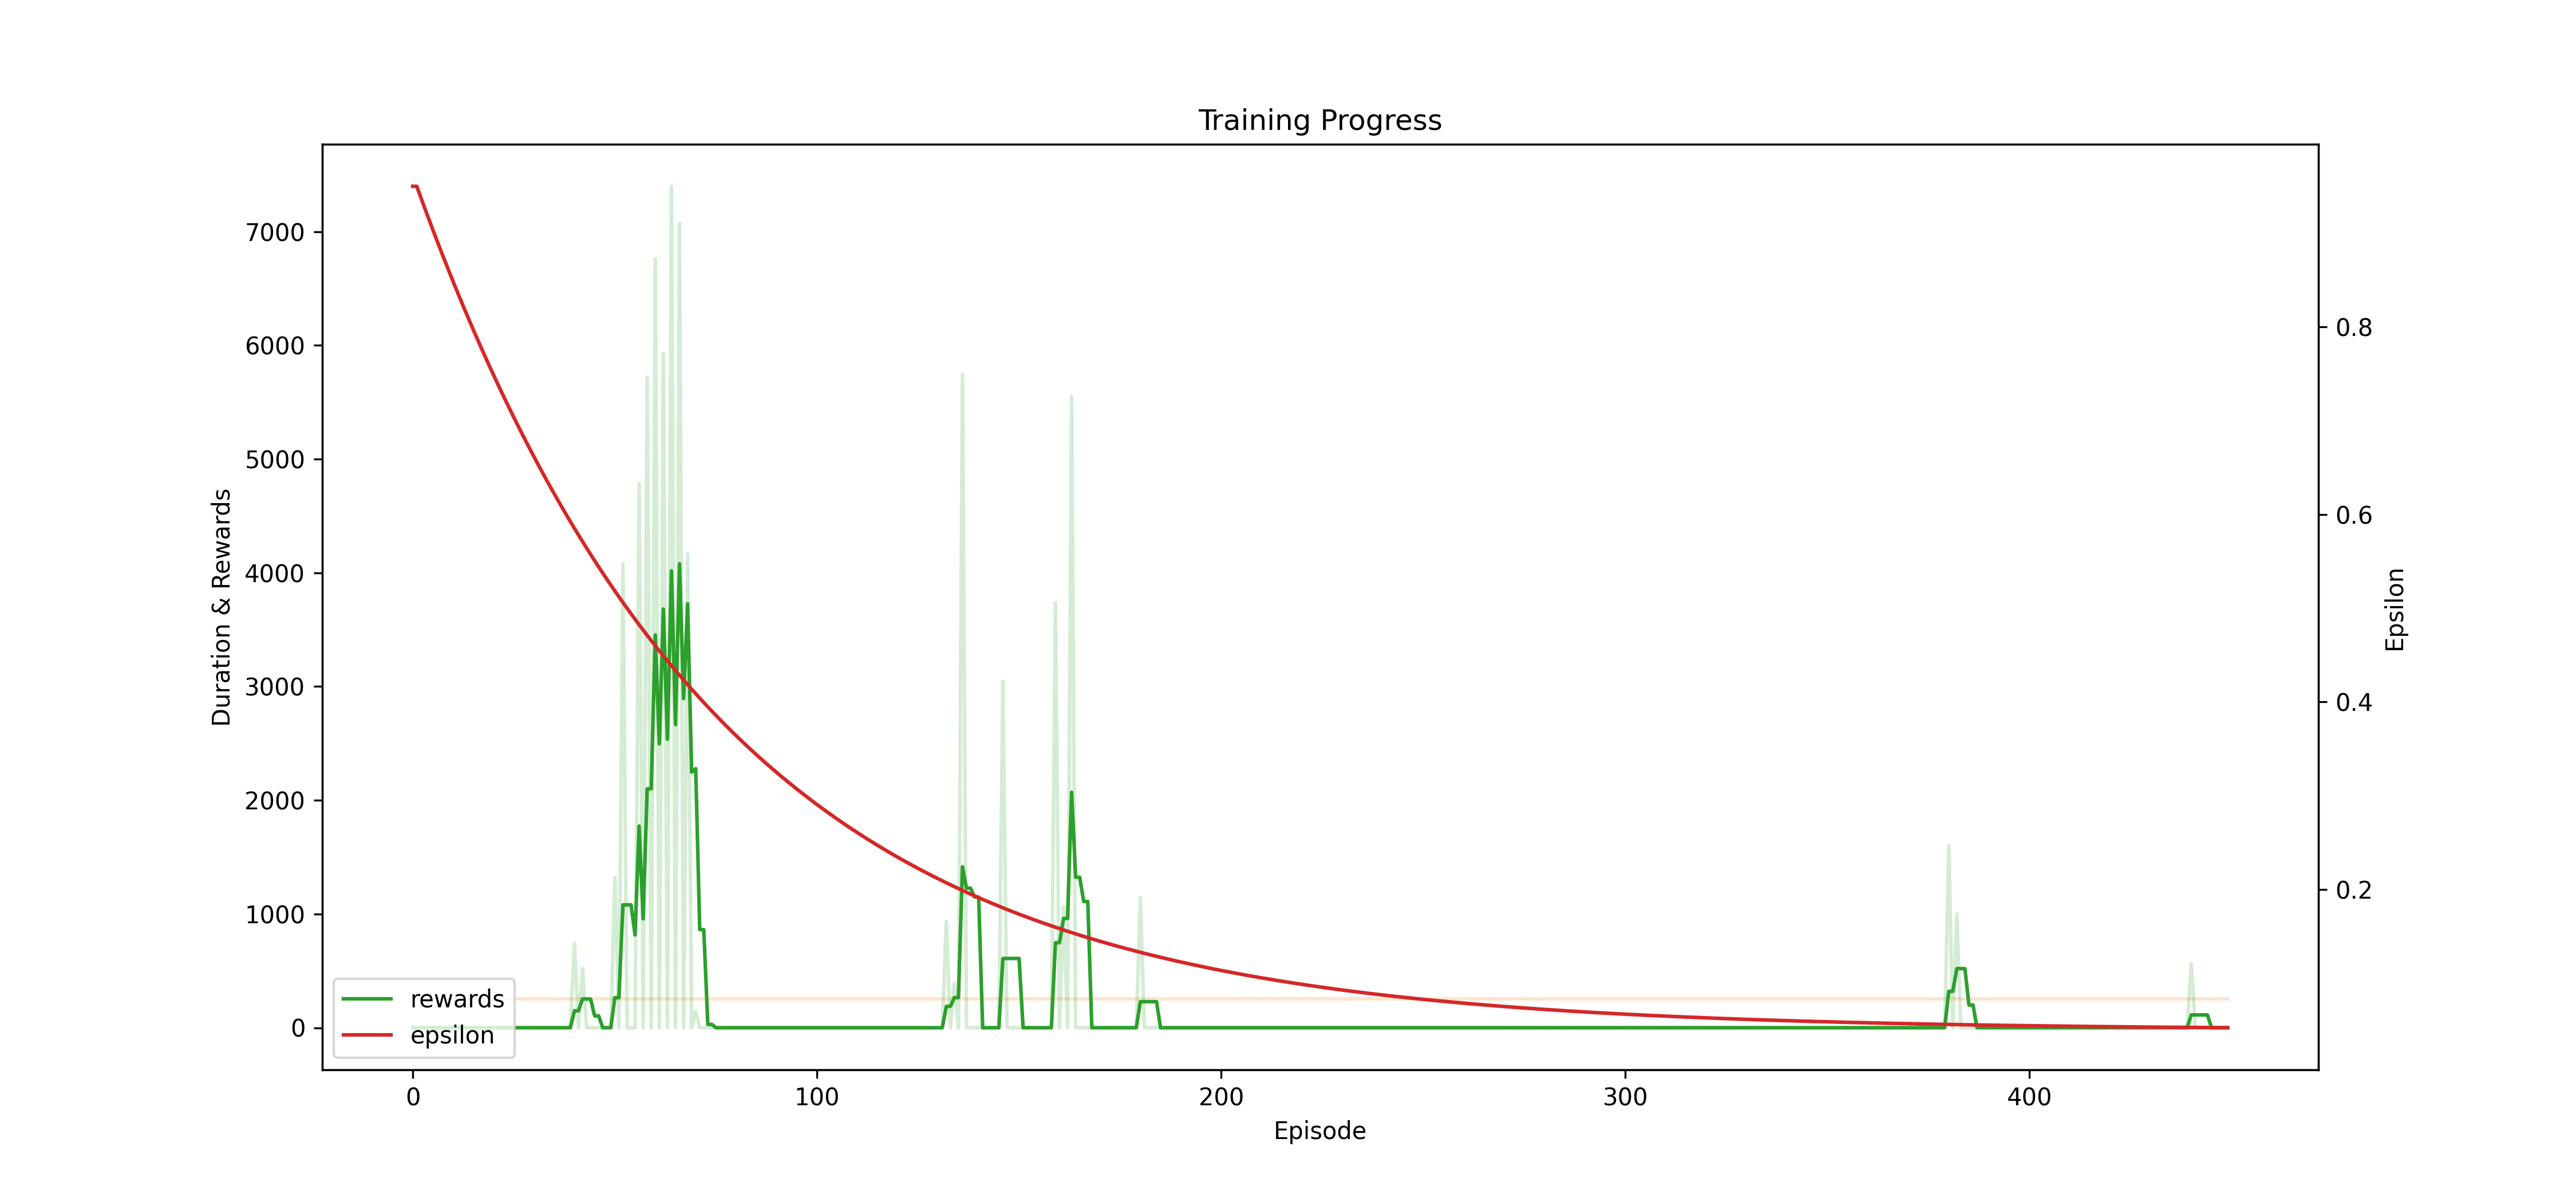 Training Progress
7000
6000
5000
4000
3000
2000
1000
0
Duration & Rewards
0.8
0.6
0.4
0.2
Epsilon
rewards
epsilon
0
100
200
300
400
Episode